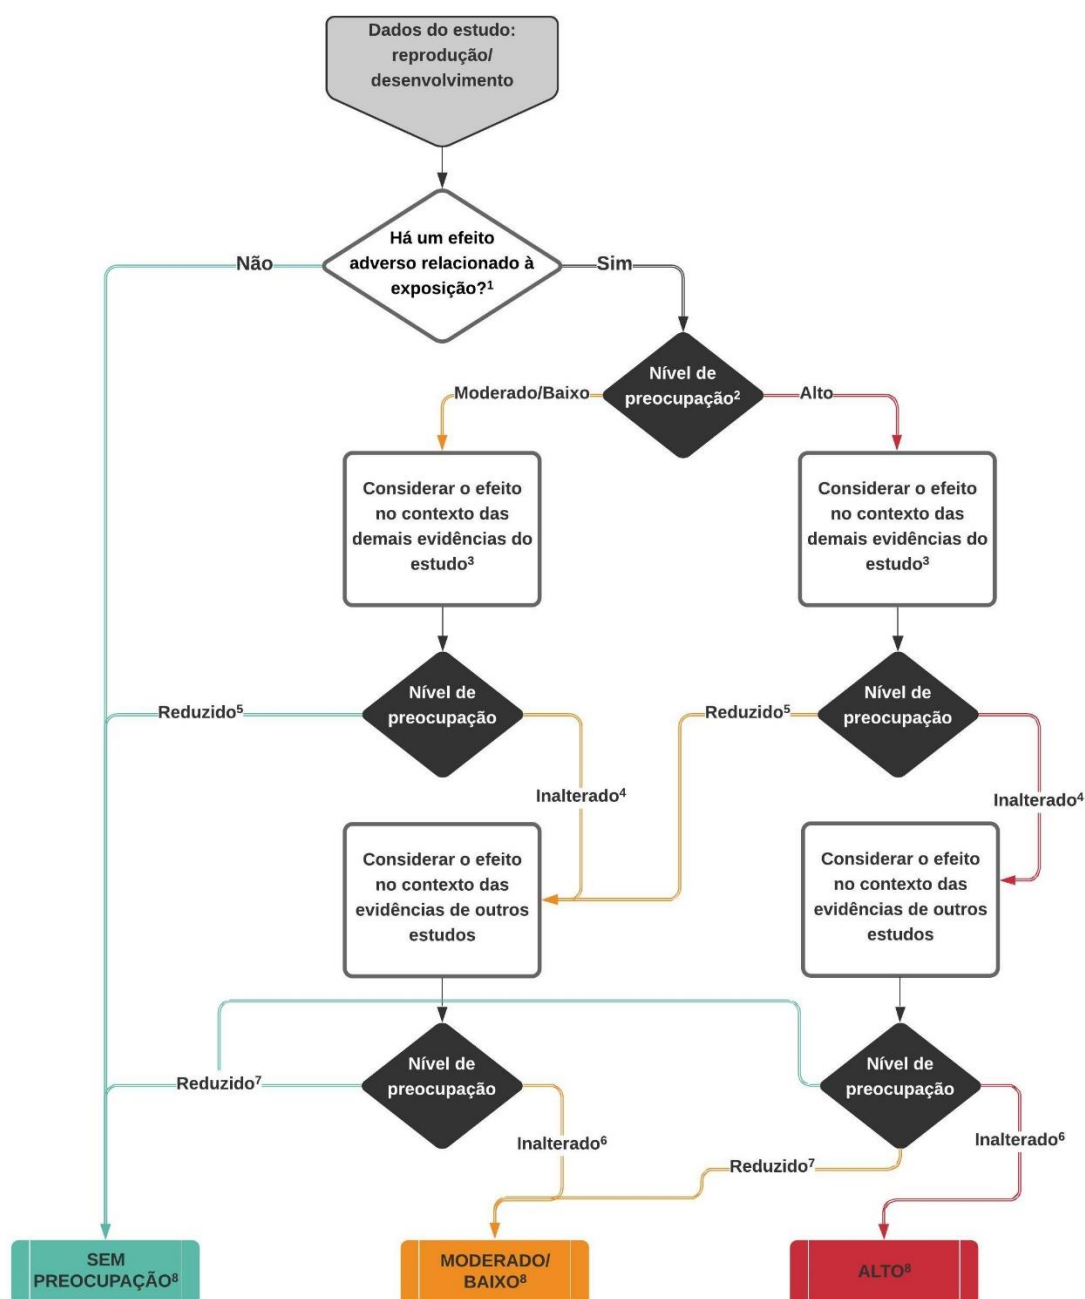 Dados do estudo:
reprodução/
desenvolvimento
Há um efeito
adverso relacionado à
exposição?¹
Não
Sim
Nível de
preocupação²
Moderado/Baixo
Alto
Considerar o efeito
no contexto das
demais evidências do
estudo³
Considerar o efeito
no contexto das
demais evidências do
estudo³
Nível de
preocupação
Nível de
preocupação
Reduzido⁵
Reduzido⁵
Inalterado⁴
Inalterado⁴
Considerar o efeito
no contexto das
evidências de outros
estudos
Considerar o efeito
no contexto das
evidências de outros
estudos
Nível de
preocupação
Nível de
preocupação
Reduzido⁷
Inalterado⁶
Reduzido⁷
Inalterado⁶
SEM
PREOCUPAÇÃO⁸
MODERADO/
BAIXO⁸
ALTO⁸